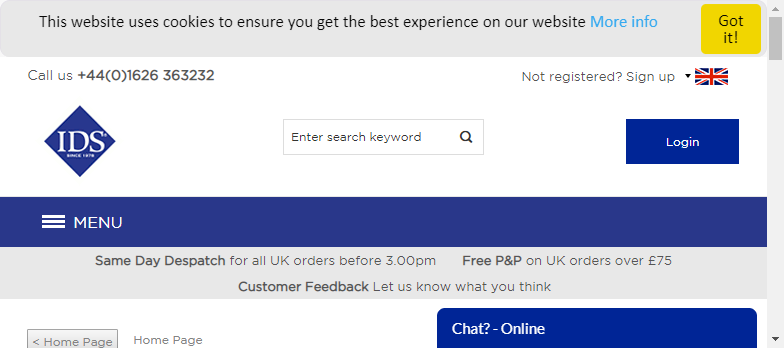 This website uses cookies to ensure you get the best experience on our website More info
Got it!
Call us +44(0)1626 363232
Not registered? Sign up
IDS®
SINCE 1978
Enter search keyword
Login
MENU
Same Day Despatch for all UK orders before 3.00pm
Free P&P on UK orders over £75
Customer Feedback Let us know what you think
Chat? - Online
< Home Page
Home Page